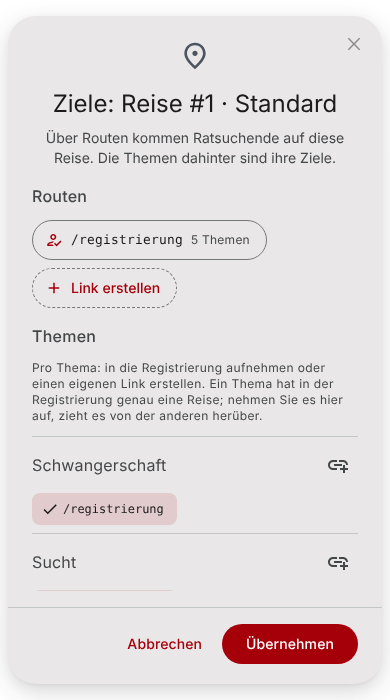 Ziele: Reise #1 · Standard
Über Routen kommen Ratsuchende auf diese
Reise. Die Themen dahinter sind ihre Ziele.
Routen
/registrierung 5 Themen
Link erstellen
Themen
Pro Thema: in die Registrierung aufnehmen oder
einen eigenen Link erstellen. Ein Thema hat in der
Registrierung genau eine Reise; nehmen Sie es hier
auf, zieht es von der anderen herüber.
Schwangerschaft
/registrierung
Sucht
Abbrechen Übernehmen